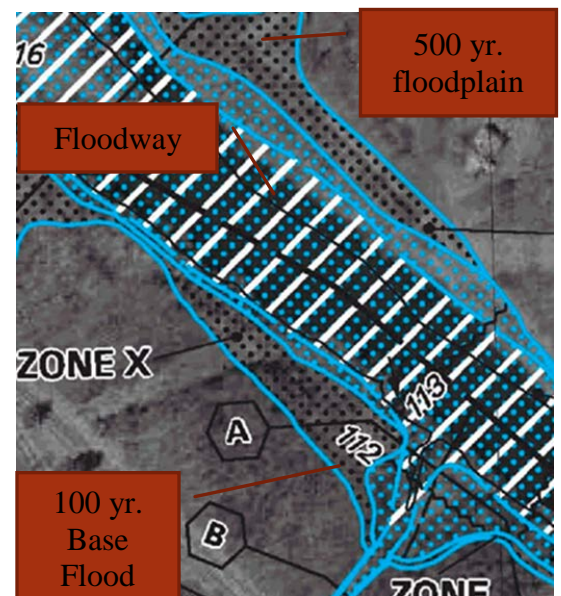 16
500 yr.
floodplain
Floodway
ZONE X
A
113
112
100 yr.
Base
Flood
B
ZONE